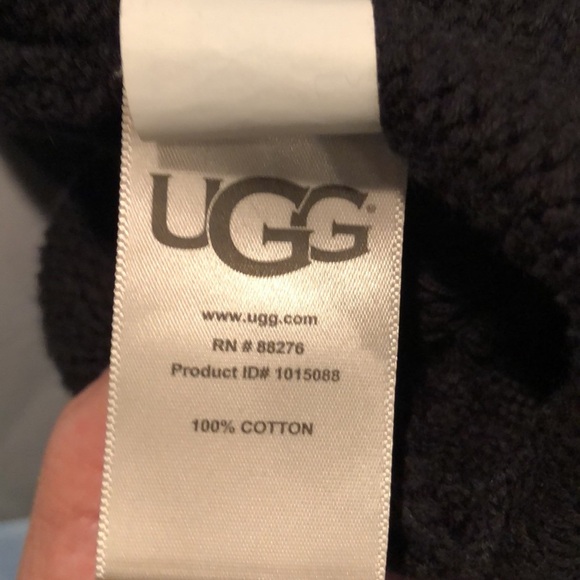 UGG®
www.ugg.com
RN # 88276
Product ID# 1015088
100% COTTON